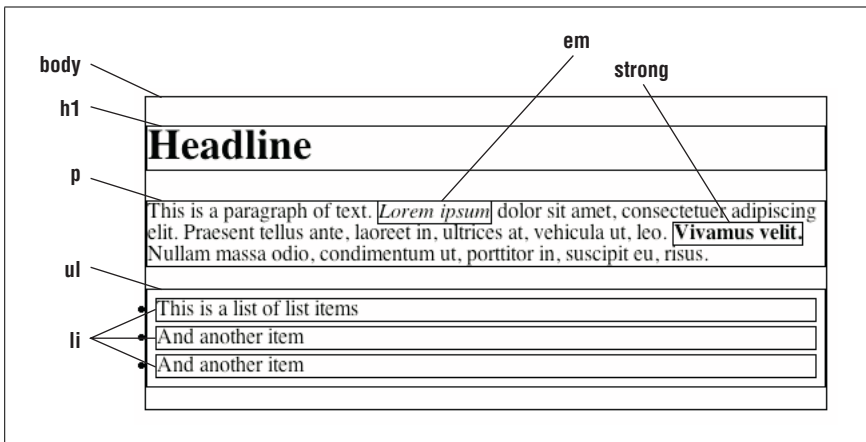 em
body
strong
h1
Headline
p
This is a paragraph of text. Lorem ipsum dolor sit amet, consectetuer adipiscing
elit. Praesent tellus ante, laoreet in, ultrices at, vehicula ut, leo. Vivamus velit.
Nullam massa odio, condimentum ut, porttitor in, suscipit eu, risus.
ul
• This is a list of list items
li
• And another item
• And another item